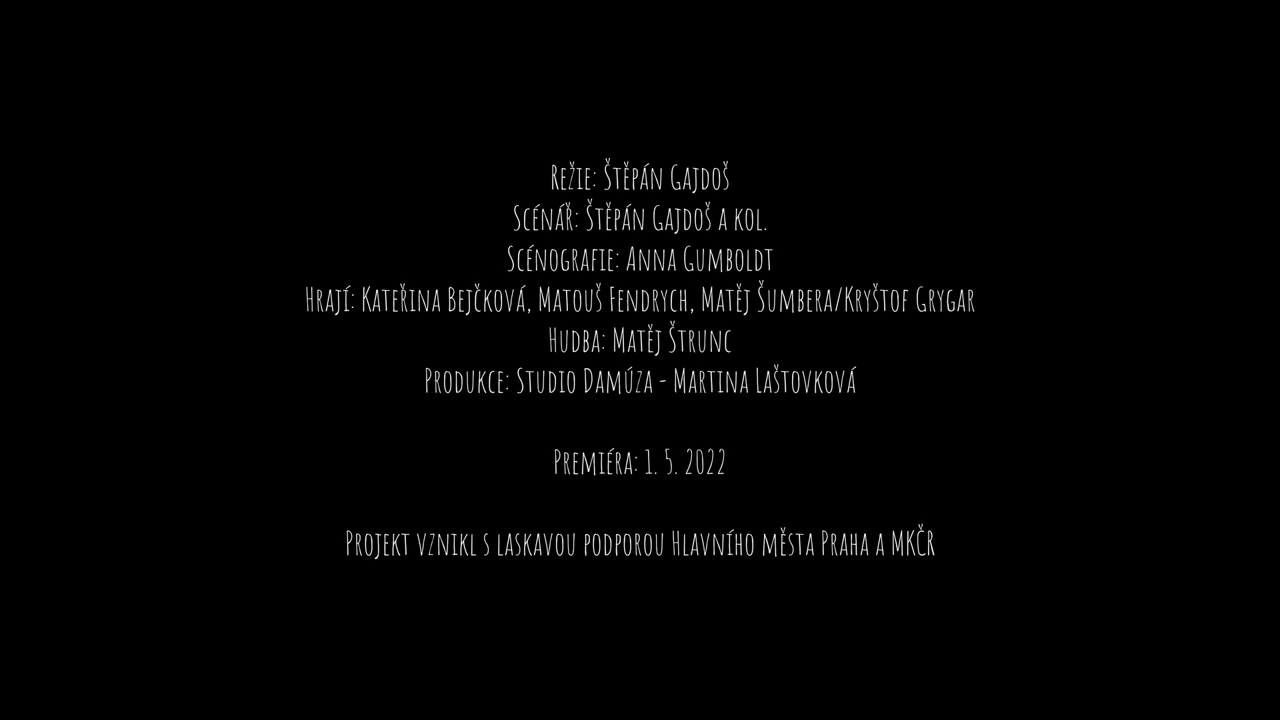 Režie: Štěpán Gajdoš
Scénář: Štěpán Gajdoš a kol.
Scénografie: Anna Gumboldt
Hrají: Kateřina Bejčková, Matouš Fendrych, Matěj Šumbera/Kryštof Grygar
Hudba: Matěj Štrunc
Produkce: Studio Damúza - Martina Laštovková
Premiéra: 1. 5. 2022
Projekt vznikl s laskavou podporou Hlavního města Praha a MKČR